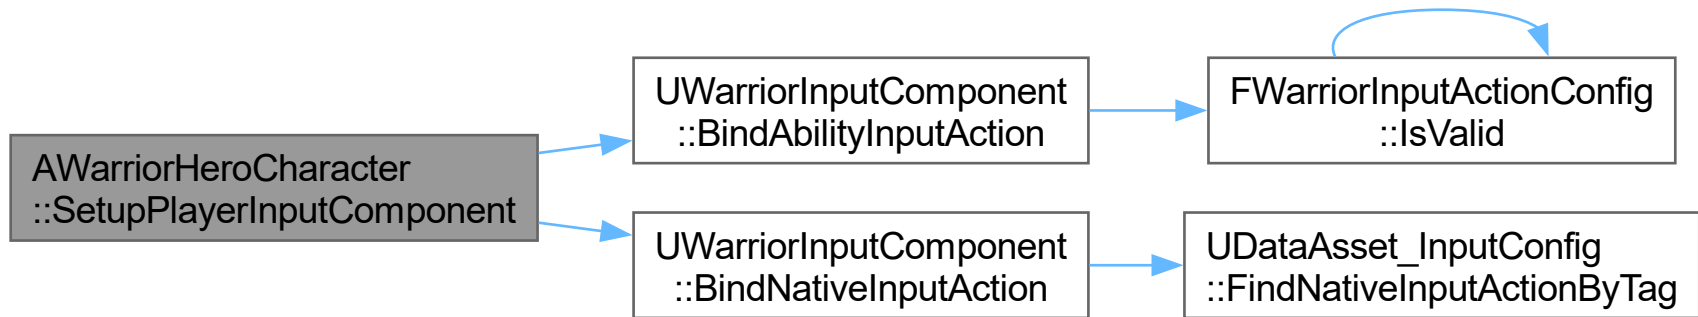 AWarriorHeroCharacter
::SetupPlayerInputComponent
UWarriorInputComponent
::BindAbilityInputAction
FWarriorInputActionConfig
::IsValid
UWarriorInputComponent
::BindNativeInputAction
UDataAsset_InputConfig
::FindNativeInputActionByTag